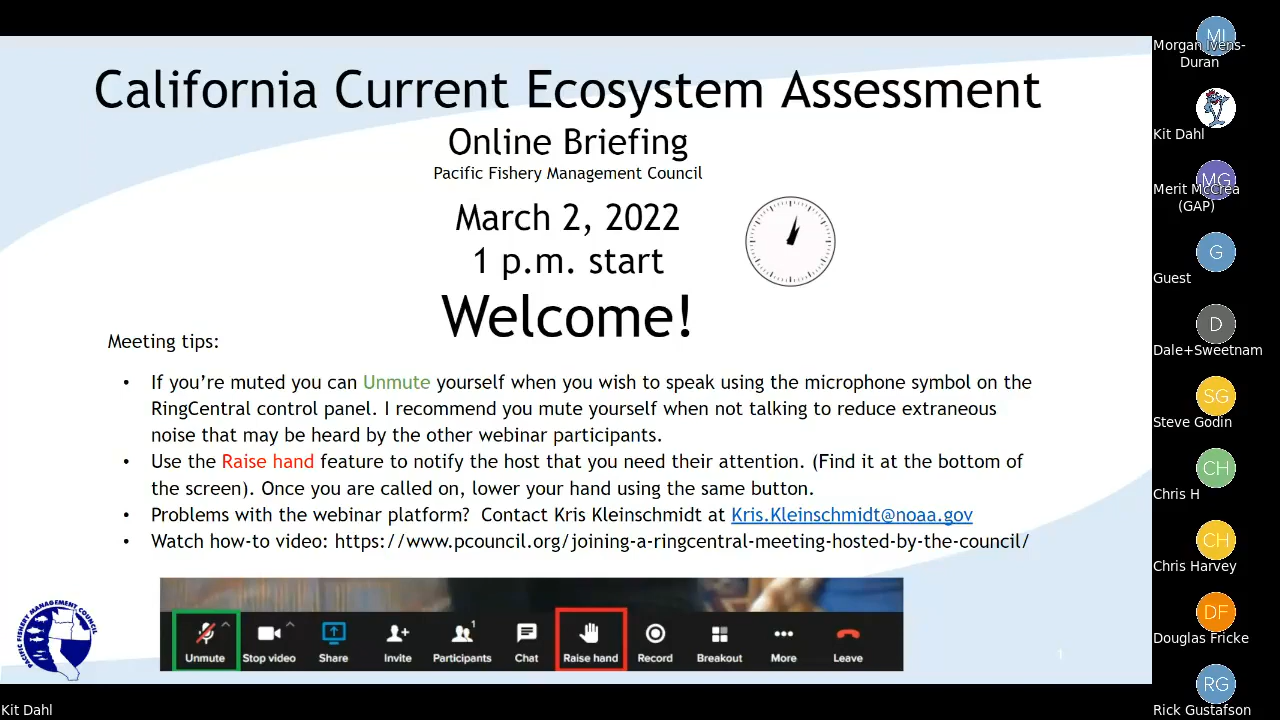 California Current Ecosystem Assessment
Online Briefing
Pacific Fishery Management Council
March 2, 2022
1 p.m. start
Welcome!
Meeting tips:
• If you're muted you can Unmute yourself when you wish to speak using the microphone symbol on the
RingCentral control panel. I recommend you mute yourself when not talking to reduce extraneous
noise that may be heard by the other webinar participants.
• Use the Raise hand feature to notify the host that you need their attention. (Find it at the bottom of
the screen). Once you are called on, lower your hand using the same button.
• Problems with the webinar platform? Contact Kris Kleinschmidt at Kris.Kleinschmidt@noaa.gov
• Watch how-to video: https://www.pcouncil.org/joining-a-ringcentral-meeting-hosted-by-the-council/
1
Unmute Stop video Share Invite Participants Chat Raise hand Record Breakout More Leave
PACIFIC FISHERY MANAGEMENT COUNCIL
1
Kit Dahl
MI
Morgan Ivens-
Duran
Kit Dahl
MG
Merit McCrea
(GAP)
G
Guest
D
Dale+Sweetnam
SG
Steve Godin
CH
Chris H
CH
Chris Harvey
DF
Douglas Fricke
RG
Rick Gustafson